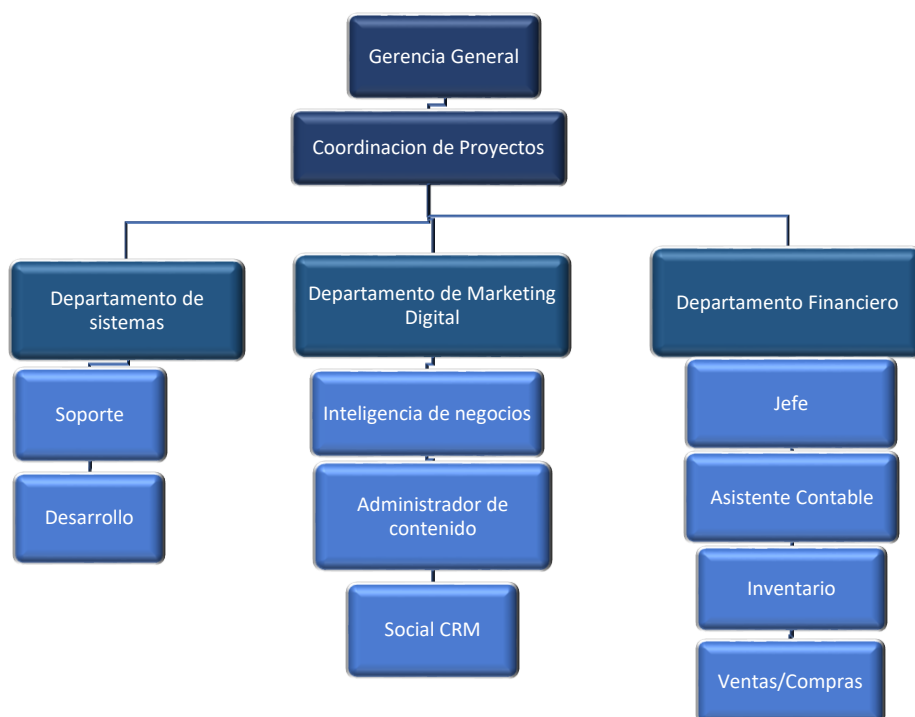 Gerencia General
Coordinacion de Proyectos
Departamento de
sistemas
Soporte
Desarrollo
Departamento de Marketing
Digital
Inteligencia de negocios
Administrador de
contenido
Social CRM
Departamento Financiero
Jefe
Asistente Contable
Inventario
Ventas/Compras